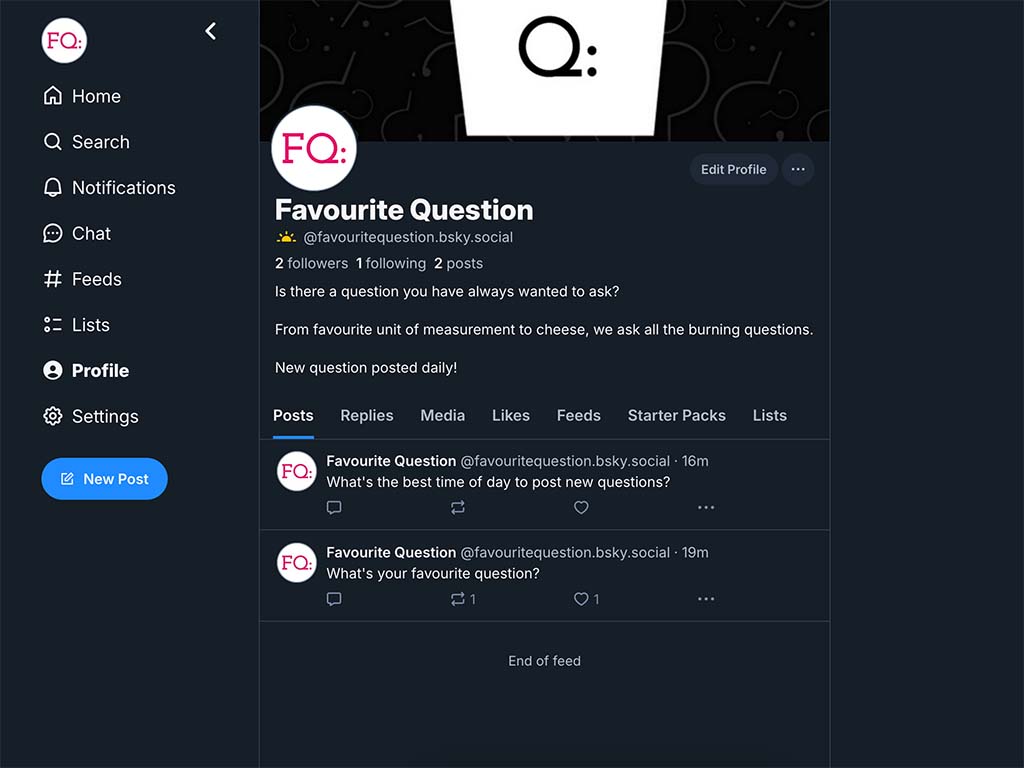 FQ:
Home
Search
Notifications
Chat
Feeds
Lists
Profile
Settings
New Post
Q:
FQ:
Edit Profile
Favourite Question
@favouritequestion.bsky.social
2 followers 1 following 2 posts
Is there a question you have always wanted to ask?
From favourite unit of measurement to cheese, we ask all the burning questions.
New question posted daily!
Posts Replies Media Likes Feeds Starter Packs Lists
FQ:
Favourite Question @favouritequestion.bsky.social · 16m
What's the best time of day to post new questions?
FQ:
Favourite Question @favouritequestion.bsky.social · 19m
What's your favourite question?
1 1
End of feed